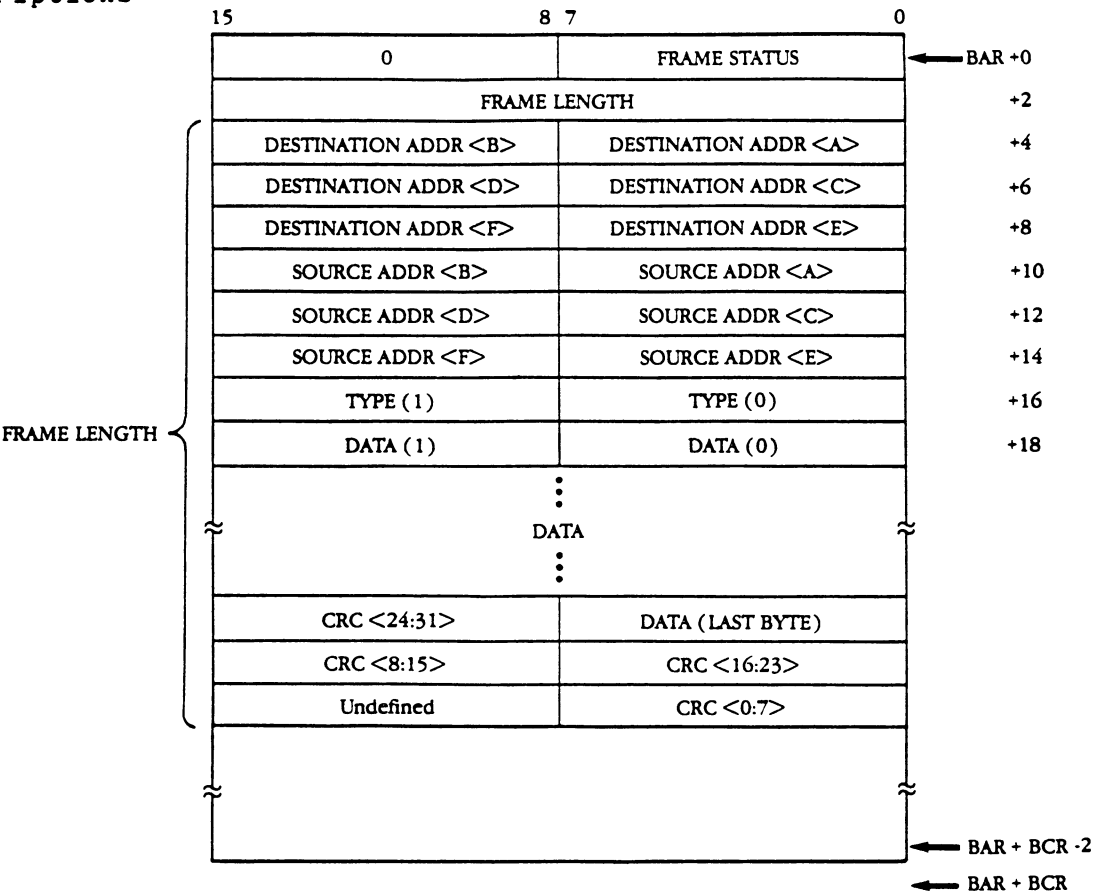 15 8 7 0
0 FRAME STATUS BAR +0
FRAME LENGTH +2
DESTINATION ADDR <B> DESTINATION ADDR <A> +4
DESTINATION ADDR <D> DESTINATION ADDR <C> +6
DESTINATION ADDR <F> DESTINATION ADDR <E> +8
SOURCE ADDR <B> SOURCE ADDR <A> +10
SOURCE ADDR <D> SOURCE ADDR <C> +12
SOURCE ADDR <F> SOURCE ADDR <E> +14
TYPE (1) TYPE (0) +16
FRAME LENGTH
DATA (1) DATA (0) +18
DATA
CRC <24:31> DATA (LAST BYTE)
CRC <8:15> CRC <16:23>
Undefined CRC <0:7>
BAR + BCR -2
BAR + BCR